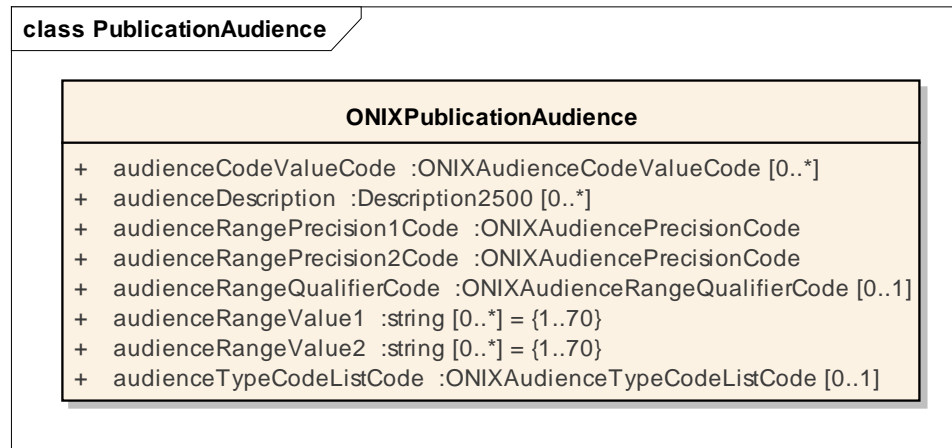 class PublicationAudience
ONIXPublicationAudience
+ audienceCodeValueCode :ONIXAudienceCodeValueCode [0..*]
+ audienceDescription :Description2500 [0..*]
+ audienceRangePrecision1Code :ONIXAudiencePrecisionCode
+ audienceRangePrecision2Code :ONIXAudiencePrecisionCode
+ audienceRangeQualifierCode :ONIXAudienceRangeQualifierCode [0..1]
+ audienceRangeValue1 :string [0..*] = {1..70}
+ audienceRangeValue2 :string [0..*] = {1..70}
+ audienceTypeCodeListCode :ONIXAudienceTypeCodeListCode [0..1]